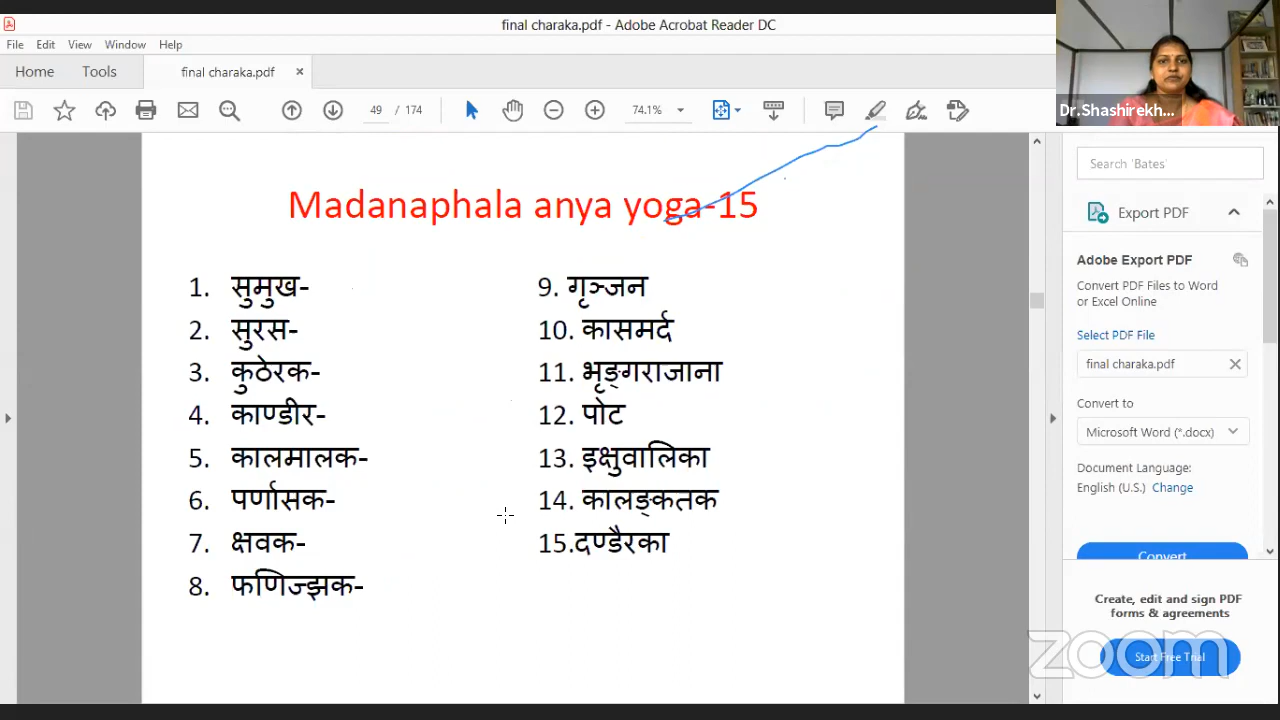 final charaka.pdf - Adobe Acrobat Reader DC
File Edit View Window Help
Home Tools final charaka.pdf ×
49 / 174 74.1%
Dr.Shashirekh...
Search 'Bates'
Madanaphala anya yoga-15
1. सुमुख-
2. सुरस-
3. कुठेरक-
4. काण्डीर-
5. कालमालक-
6. पर्णासक-
7. क्षवक-
8. फणिज्झक-
9. गृञ्जन
10. कासमर्द
11. भृङ्गराजाना
12. पोट
13. इक्षुवालिका
14. कालङ्कतक
15.दण्डैरका
Export PDF
Adobe Export PDF
Convert PDF Files to Word
or Excel Online
Select PDF File
final charaka.pdf
Convert to
Microsoft Word (*.docx)
Document Language:
English (U.S.) Change
Convert
Create, edit and sign PDF
forms & agreements
Start Free Trial
zoom